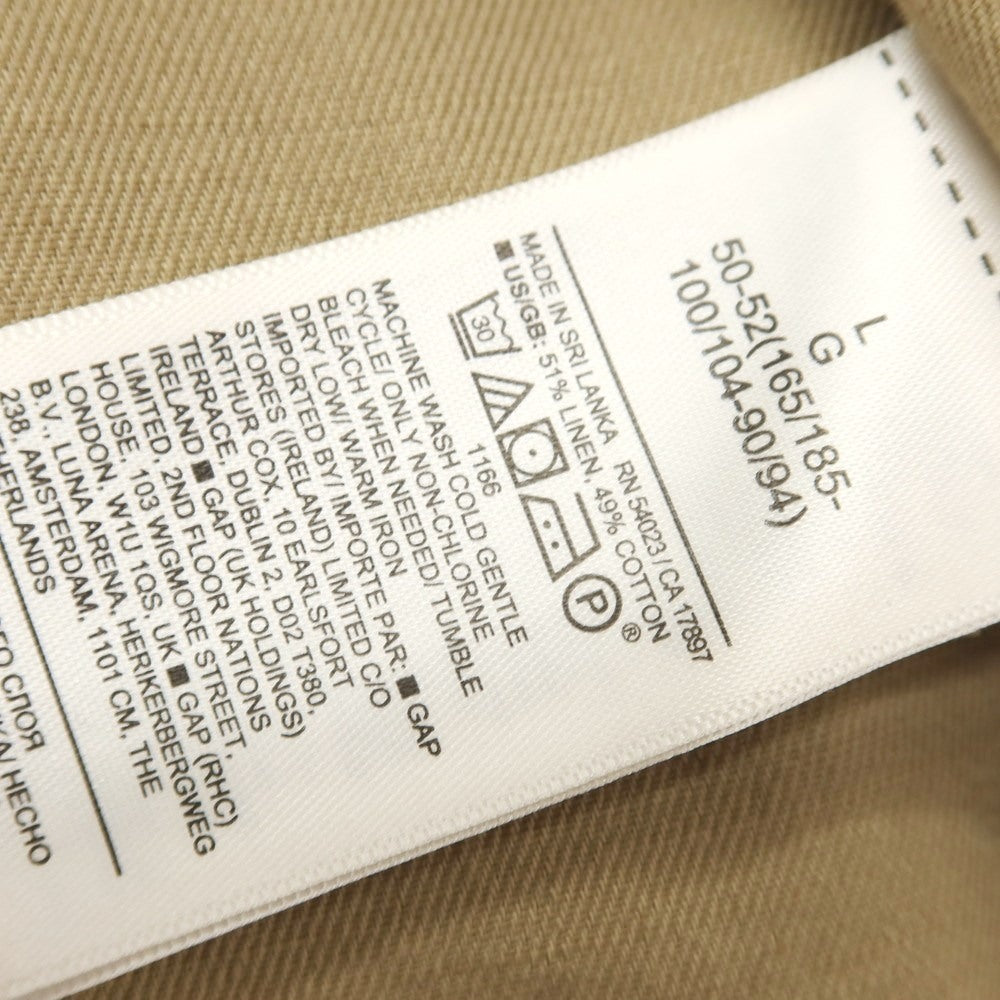 L
G
50-52(165/185-
100/104-90/94)
MADE IN SRI LANKA RN 54023 / CA 17897
■ US/GB: 51% LINEN, 49% COTTON
30 P ®
1166
MACHINE WASH COLD GENTLE
CYCLE/ ONLY NON-CHLORINE
BLEACH WHEN NEEDED/ TUMBLE
DRY LOW/ WARM IRON
IMPORTED BY/ IMPORTE PAR: ■ GAP
STORES (IRELAND) LIMITED C/O
ARTHUR COX, 10 EARLSFORT
TERRACE, DUBLIN 2, D02 T380,
IRELAND ■ GAP (UK HOLDINGS)
LIMITED, 2ND FLOOR NATIONS
HOUSE, 103 WIGMORE STREET,
LONDON, W1U 1QS, UK ■ GAP (RHC)
B.V., LUNA ARENA, HERIKERBERGWEG
238, AMSTERDAM, 1101 CM, THE
NETHERLANDS
СЛОЯ
HECHO